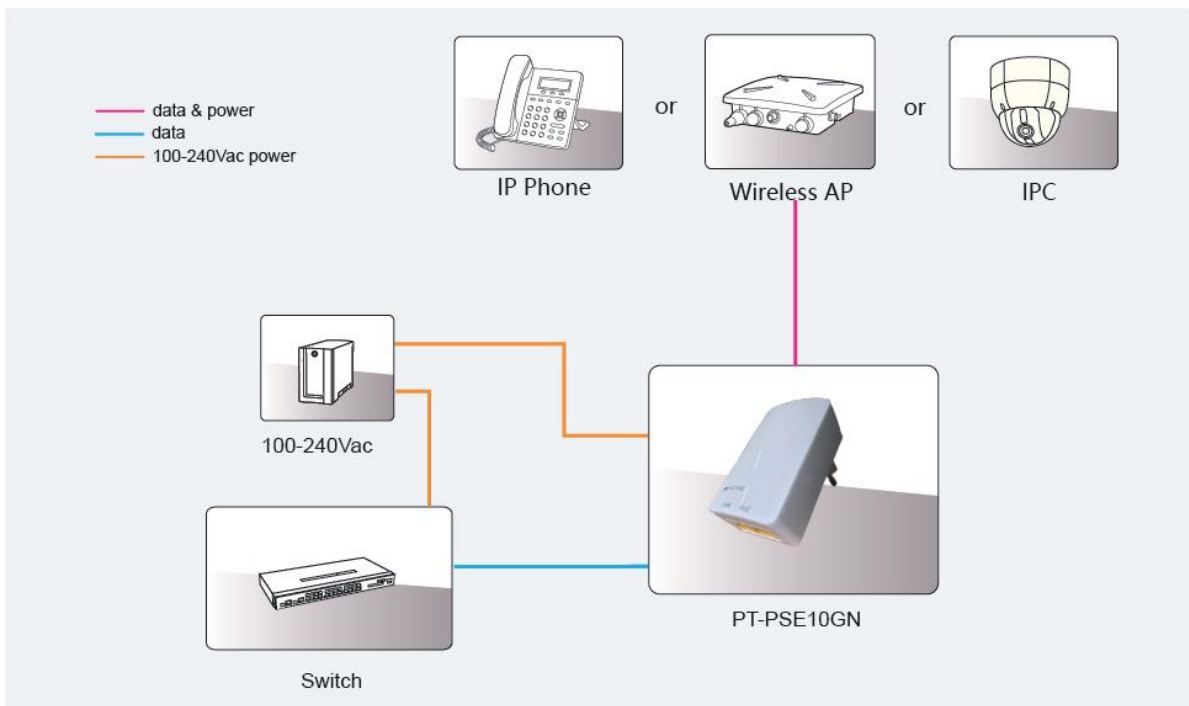 data & power
data
100-240Vac power
or
or
IP Phone
Wireless AP
IPC
100-240Vac
PT-PSE10GN
Switch